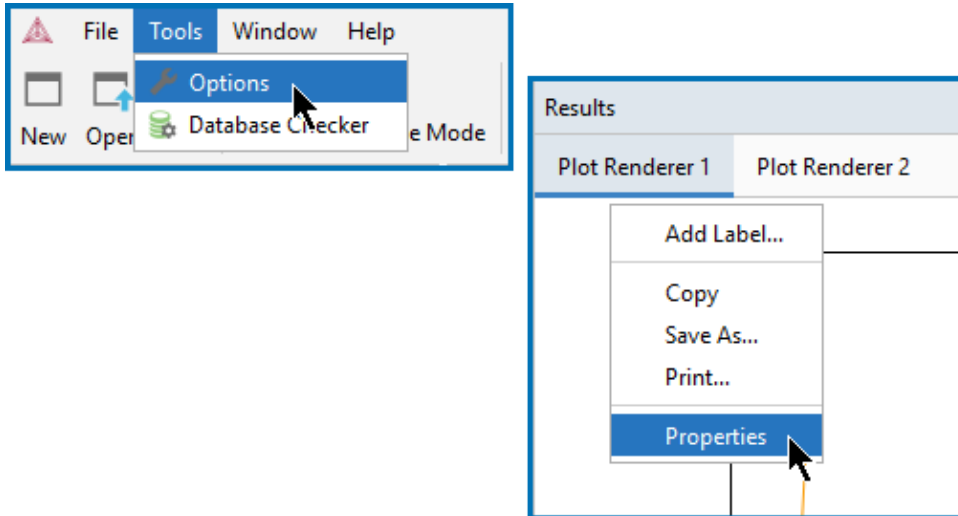 File Tools Window Help
Options
Database Checker
New Open e Mode
Results
Plot Renderer 1 Plot Renderer 2
Add Label...
Copy
Save As...
Print...
Properties